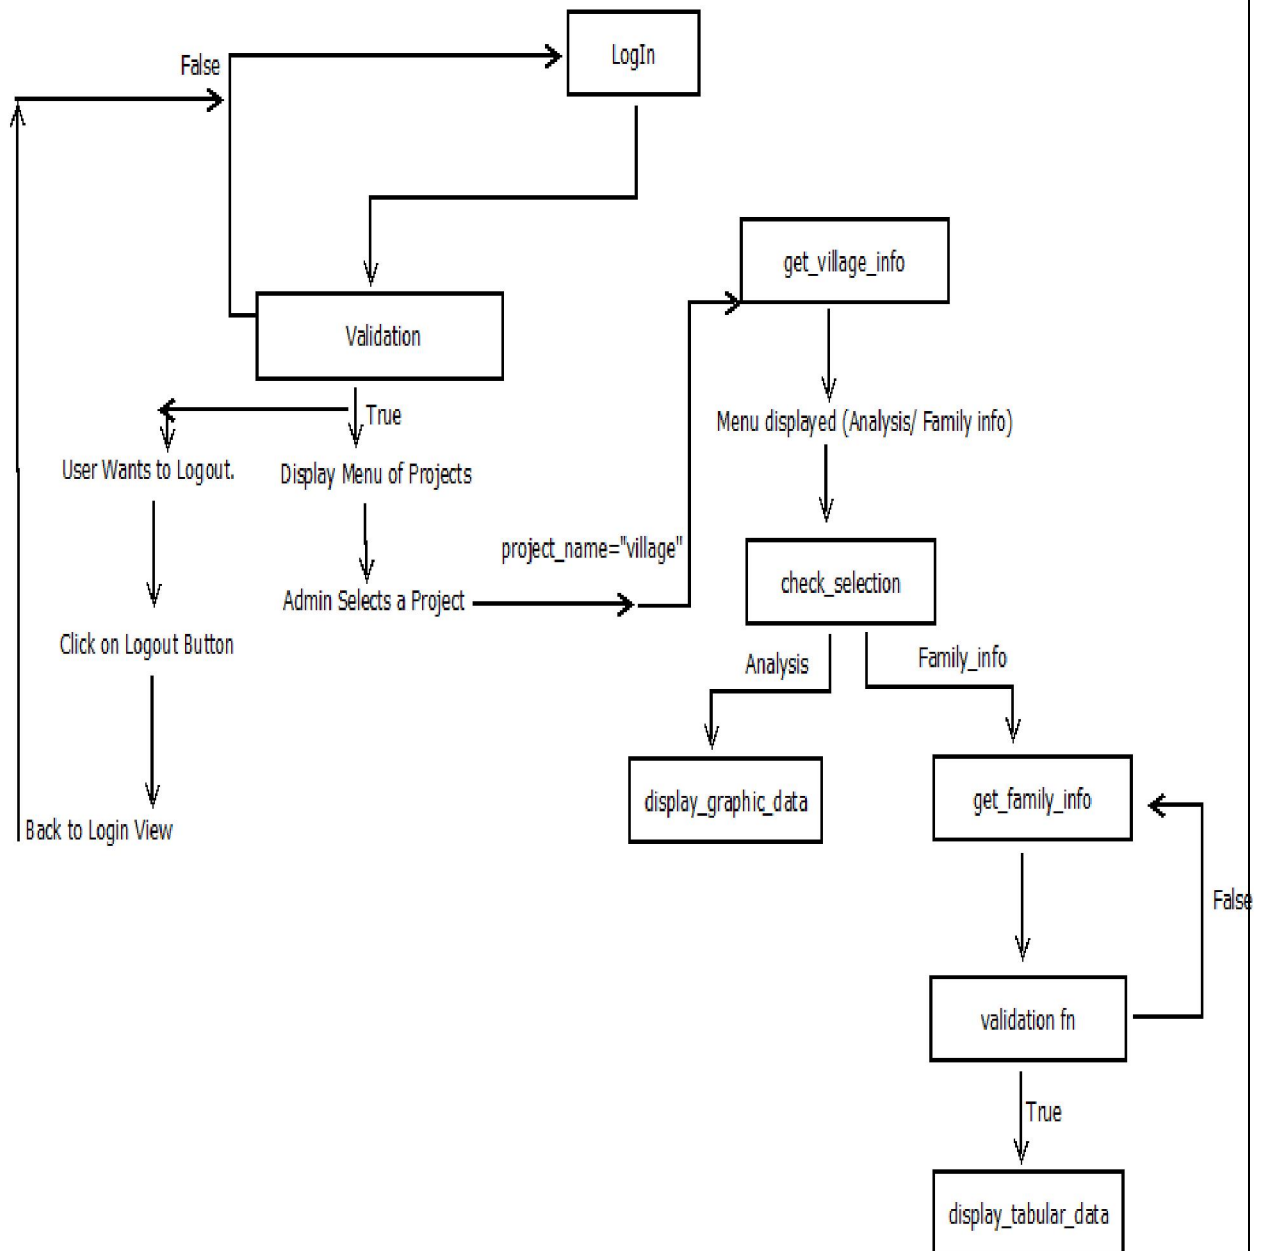 LogIn
False
get_village_info
Validation
True
Menu displayed (Analysis/ Family info)
User Wants to Logout.
Display Menu of Projects
project_name="village"
check_selection
Admin Selects a Project
Click on Logout Button
Analysis
Family_info
display_graphic_data
get_family_info
Back to Login View
False
validation fn
True
display_tabular_data